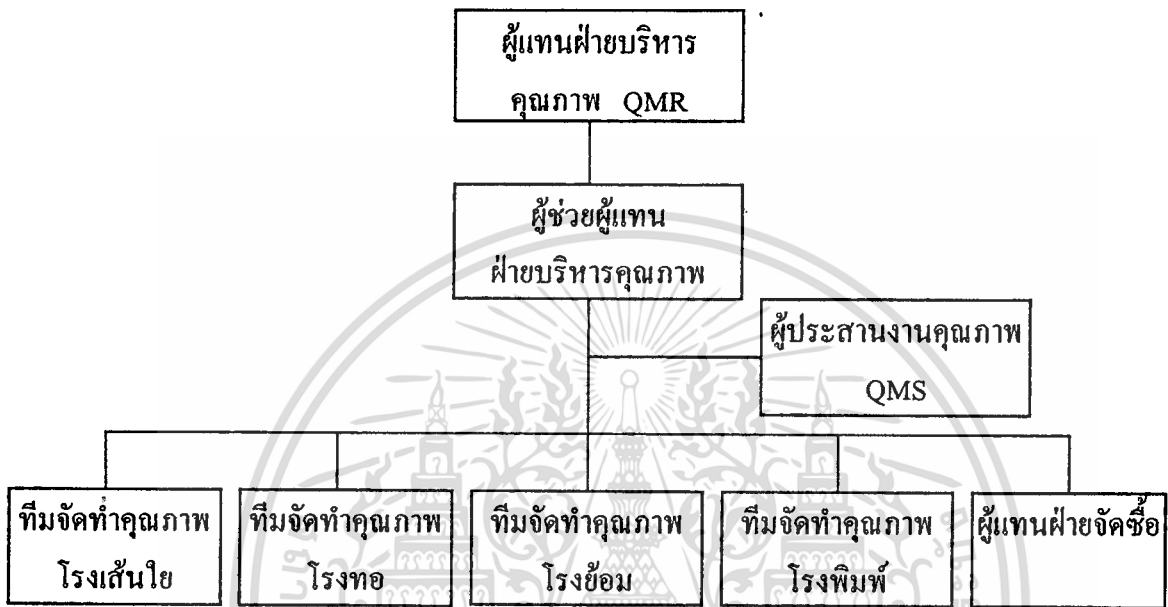 ผู้แทนฝ่ายบริหาร
คุณภาพ QMR
ผู้ช่วยผู้แทน
ฝ่ายบริหารคุณภาพ
ผู้ประสานงานคุณภาพ
QMS
ทีมจัดทำคุณภาพ
โรงเส้นใย
ทีมจัดทำคุณภาพ
โรงทอ
ทีมจัดทำคุณภาพ
โรงย้อม
ทีมจัดทำคุณภาพ
โรงพิมพ์
ผู้แทนฝ่ายจัดซื้อ